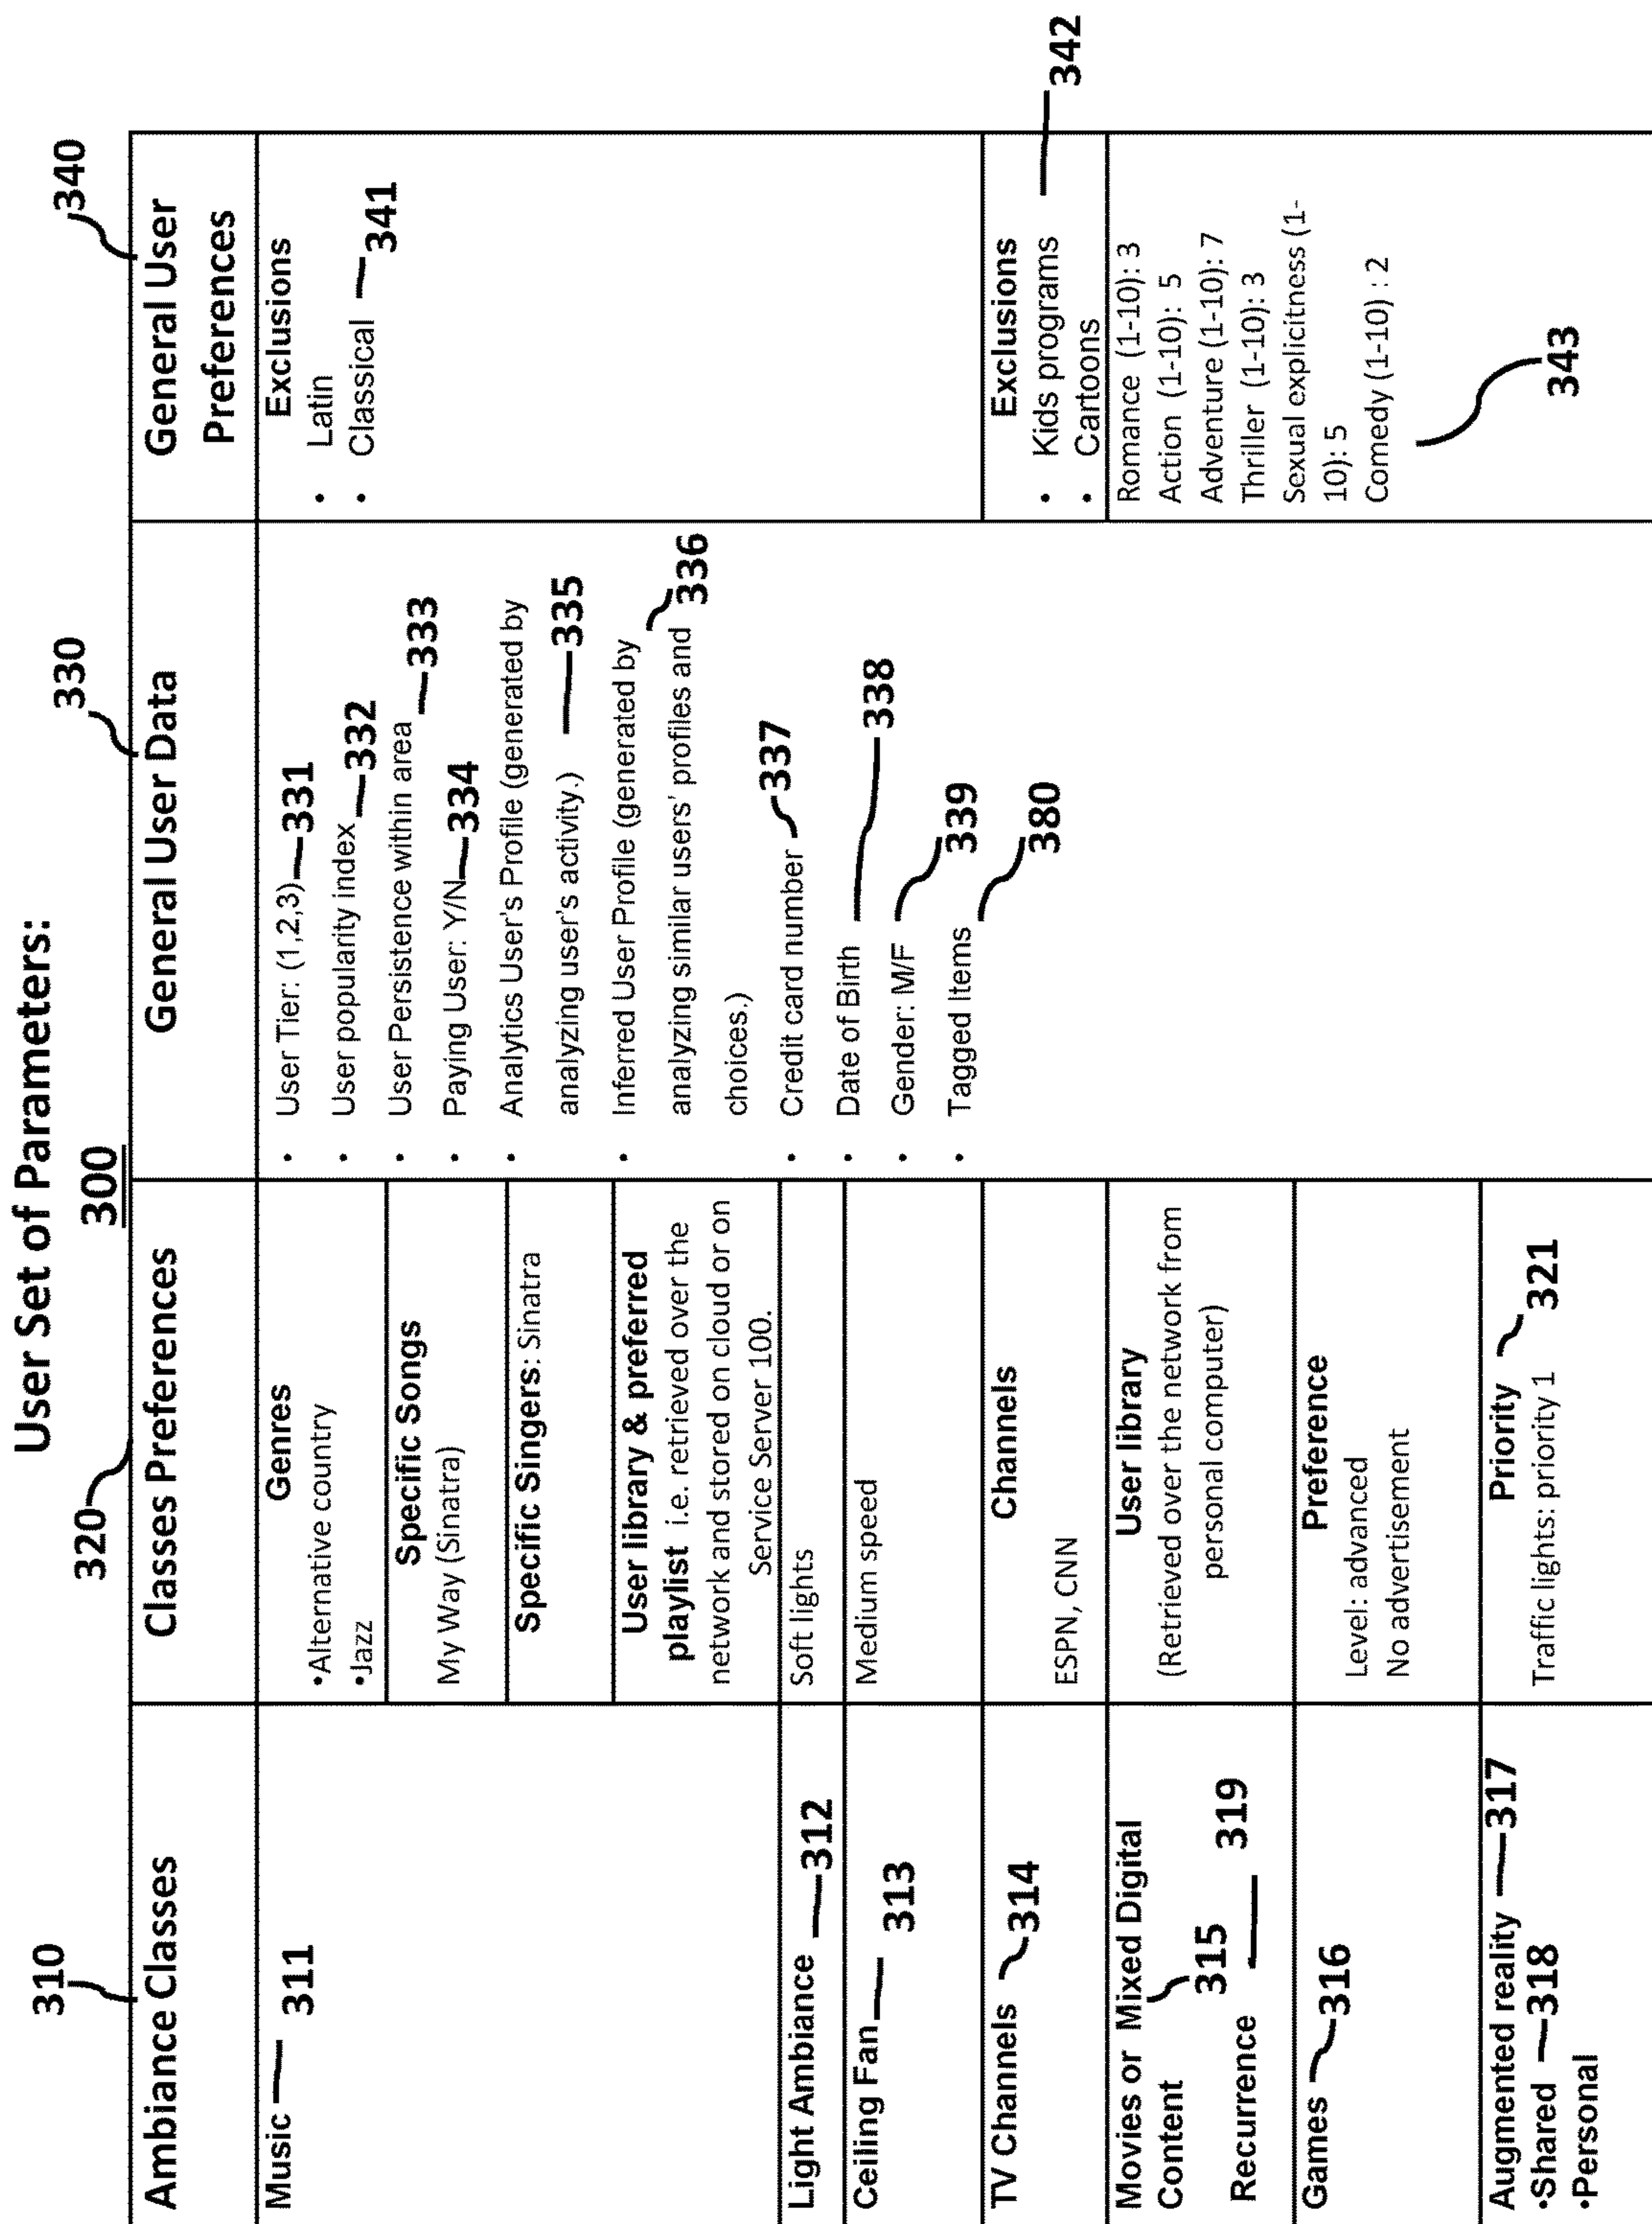 User Set of Parameters:
300
310
320
330
340
Ambiance Classes
Classes Preferences
General User Data
General User
Preferences
Music 311
Genres
•Alternative country
•Jazz
Specific Songs
My Way (Sinatra)
Specific Singers: Sinatra
User library & preferred
playlist i.e. retrieved over the
network and stored on cloud or on
Service Server 100.
• User Tier: (1,2,3) 331
• User popularity index 332
• User Persistence within area 333
• Paying User: Y/N 334
• Analytics User's Profile (generated by
analyzing user's activity.) 335
• Inferred User Profile (generated by 336
analyzing similar users' profiles and
choices.)
• Credit card number 337
• Date of Birth 338
• Gender: M/F 339
• Tagged Items 380
Exclusions
• Latin
• Classical 341
Light Ambiance 312
Soft lights
Ceiling Fan 313
Medium speed
TV Channels 314
Channels
ESPN, CNN
Exclusions
• Kids programs 342
• Cartoons
Movies or Mixed Digital
Content 315
Recurrence 319
User library
(Retrieved over the network from
personal computer)
Romance (1-10): 3
Action (1-10): 5
Adventure (1-10): 7
Thriller (1-10): 3
Sexual explicitness (1-
10): 5
Comedy (1-10) : 2
343
Games 316
Preference
Level: advanced
No advertisement
Augmented reality 317
•Shared 318
•Personal
Priority 321
Traffic lights: priority 1